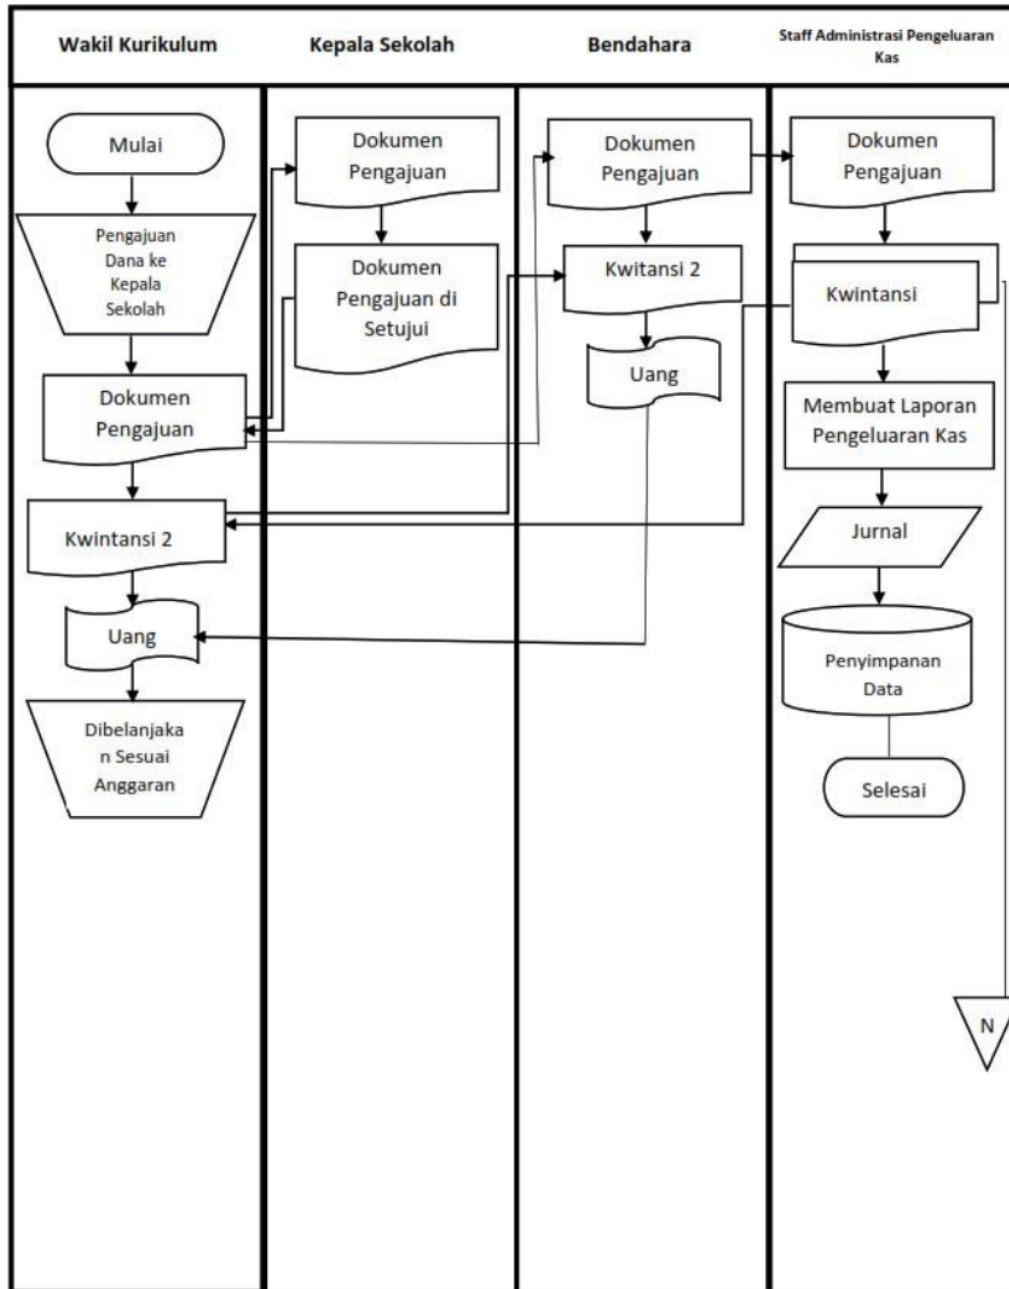 Wakil Kurikulum
Kepala Sekolah
Bendahara
Staff Administrasi Pengeluaran
Kas
Mulai
Pengajuan
Dana ke
Kepala
Sekolah
Dokumen
Pengajuan
Kwintansi 2
Uang
Dibelanjaka
n Sesuai
Anggaran
Dokumen
Pengajuan
Dokumen
Pengajuan di
Setujui
Dokumen
Pengajuan
Kwitansi 2
Uang
Dokumen
Pengajuan
Kwintansi
Membuat Laporan
Pengeluaran Kas
Jurnal
Penyimpanan
Data
Selesai
N